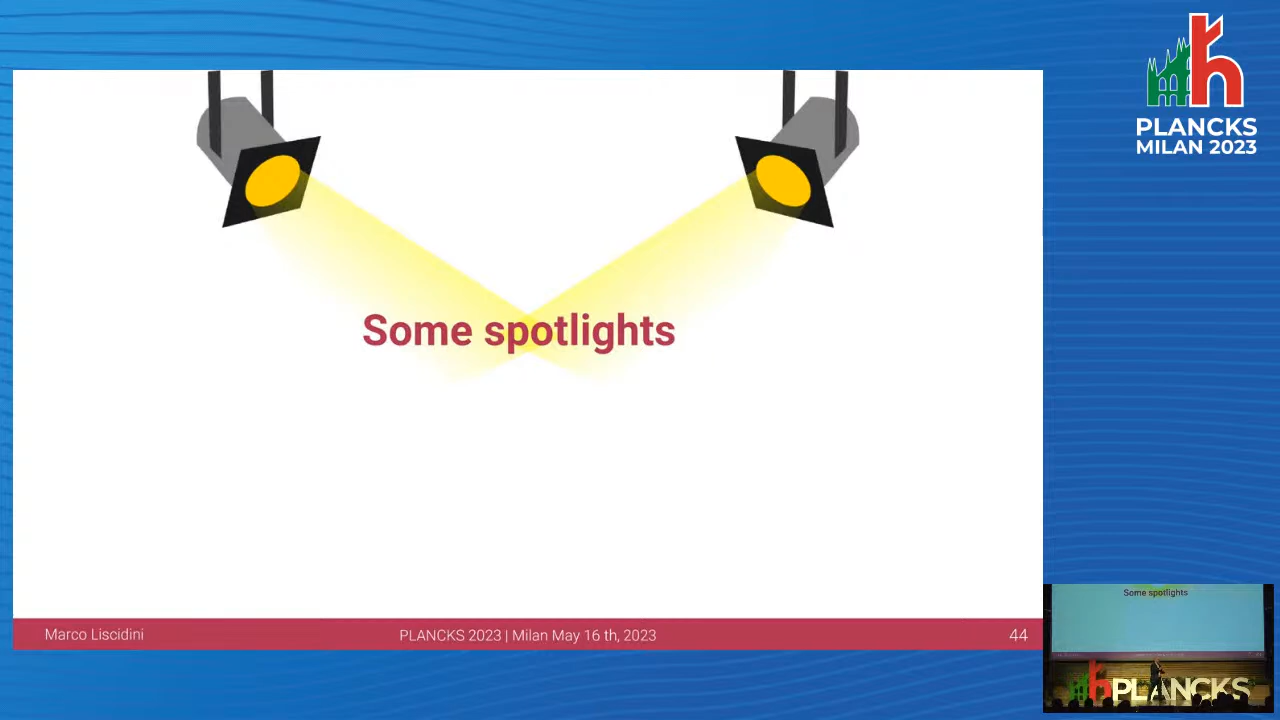 PLANCKS
MILAN 2023
Some spotlights
Marco Liscidini
PLANCKS 2023 | Milan May 16 th, 2023
44
Some spotlights
PLANCKS